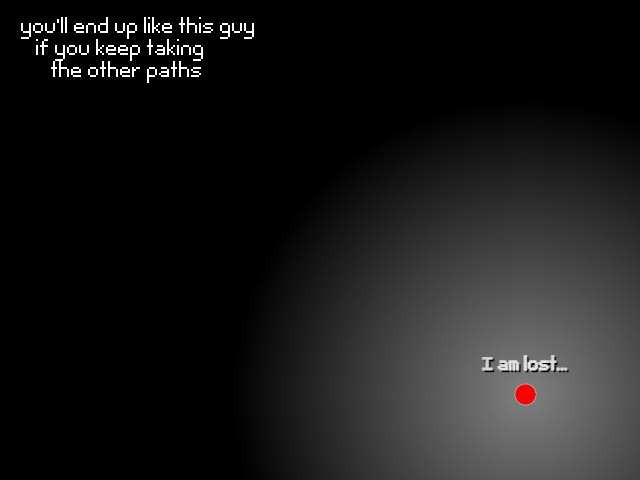 you'll end up like this guy
if you keep taking
the other paths
I am lost...